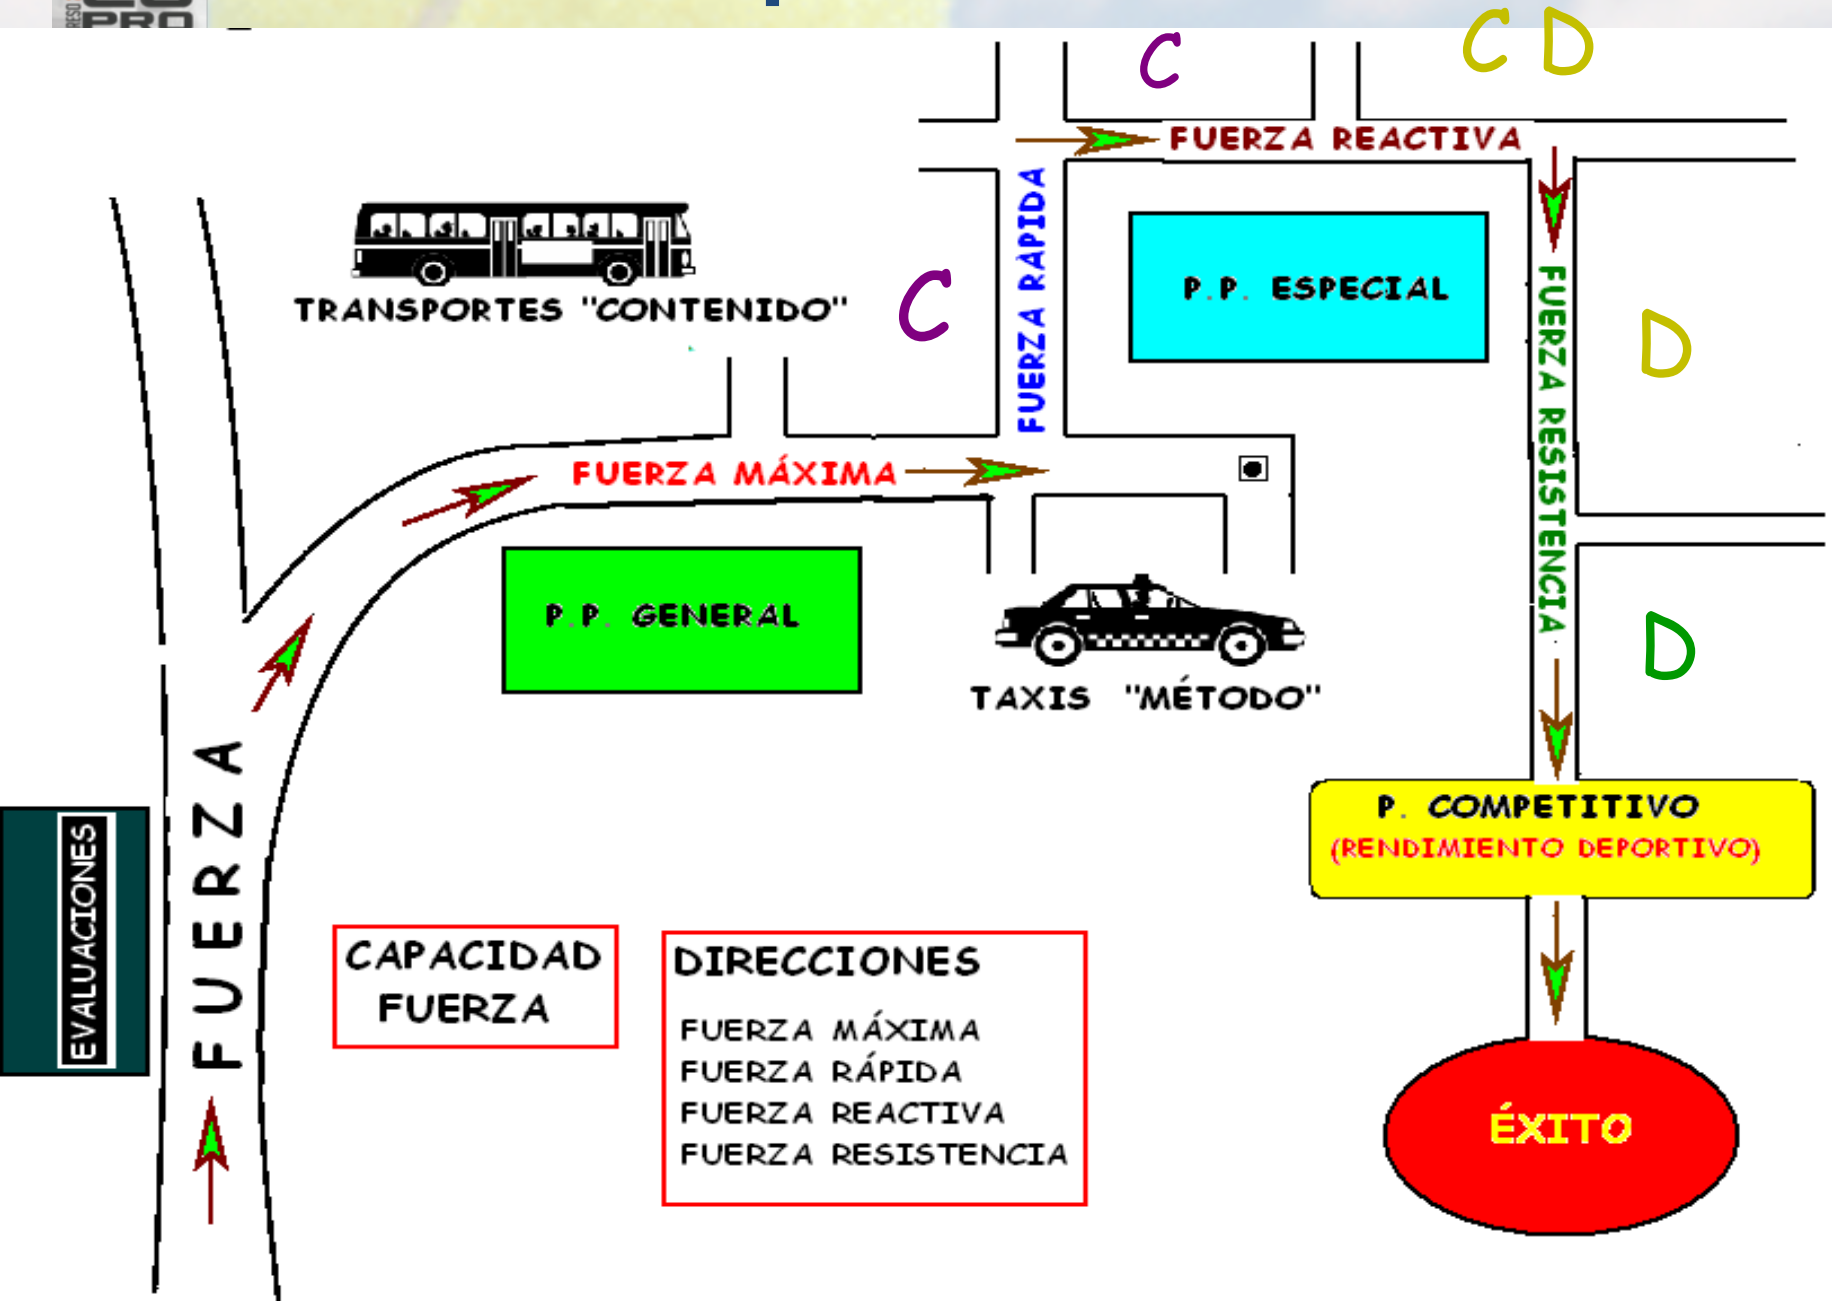 PRO
C
C D
FUERZA REACTIVA
FUERZA RÁPIDA
P.P. ESPECIAL
TRANSPORTES "CONTENIDO"
C
D
FUERZA RESISTENCIA
FUERZA MÁXIMA
P.P. GENERAL
D
TAXIS "MÉTODO"
FUERZA
P. COMPETITIVO
(RENDIMIENTO DEPORTIVO)
EVALUACIONES
CAPACIDAD
FUERZA
DIRECCIONES
FUERZA MÁXIMA
FUERZA RÁPIDA
FUERZA REACTIVA
FUERZA RESISTENCIA
ÉXITO